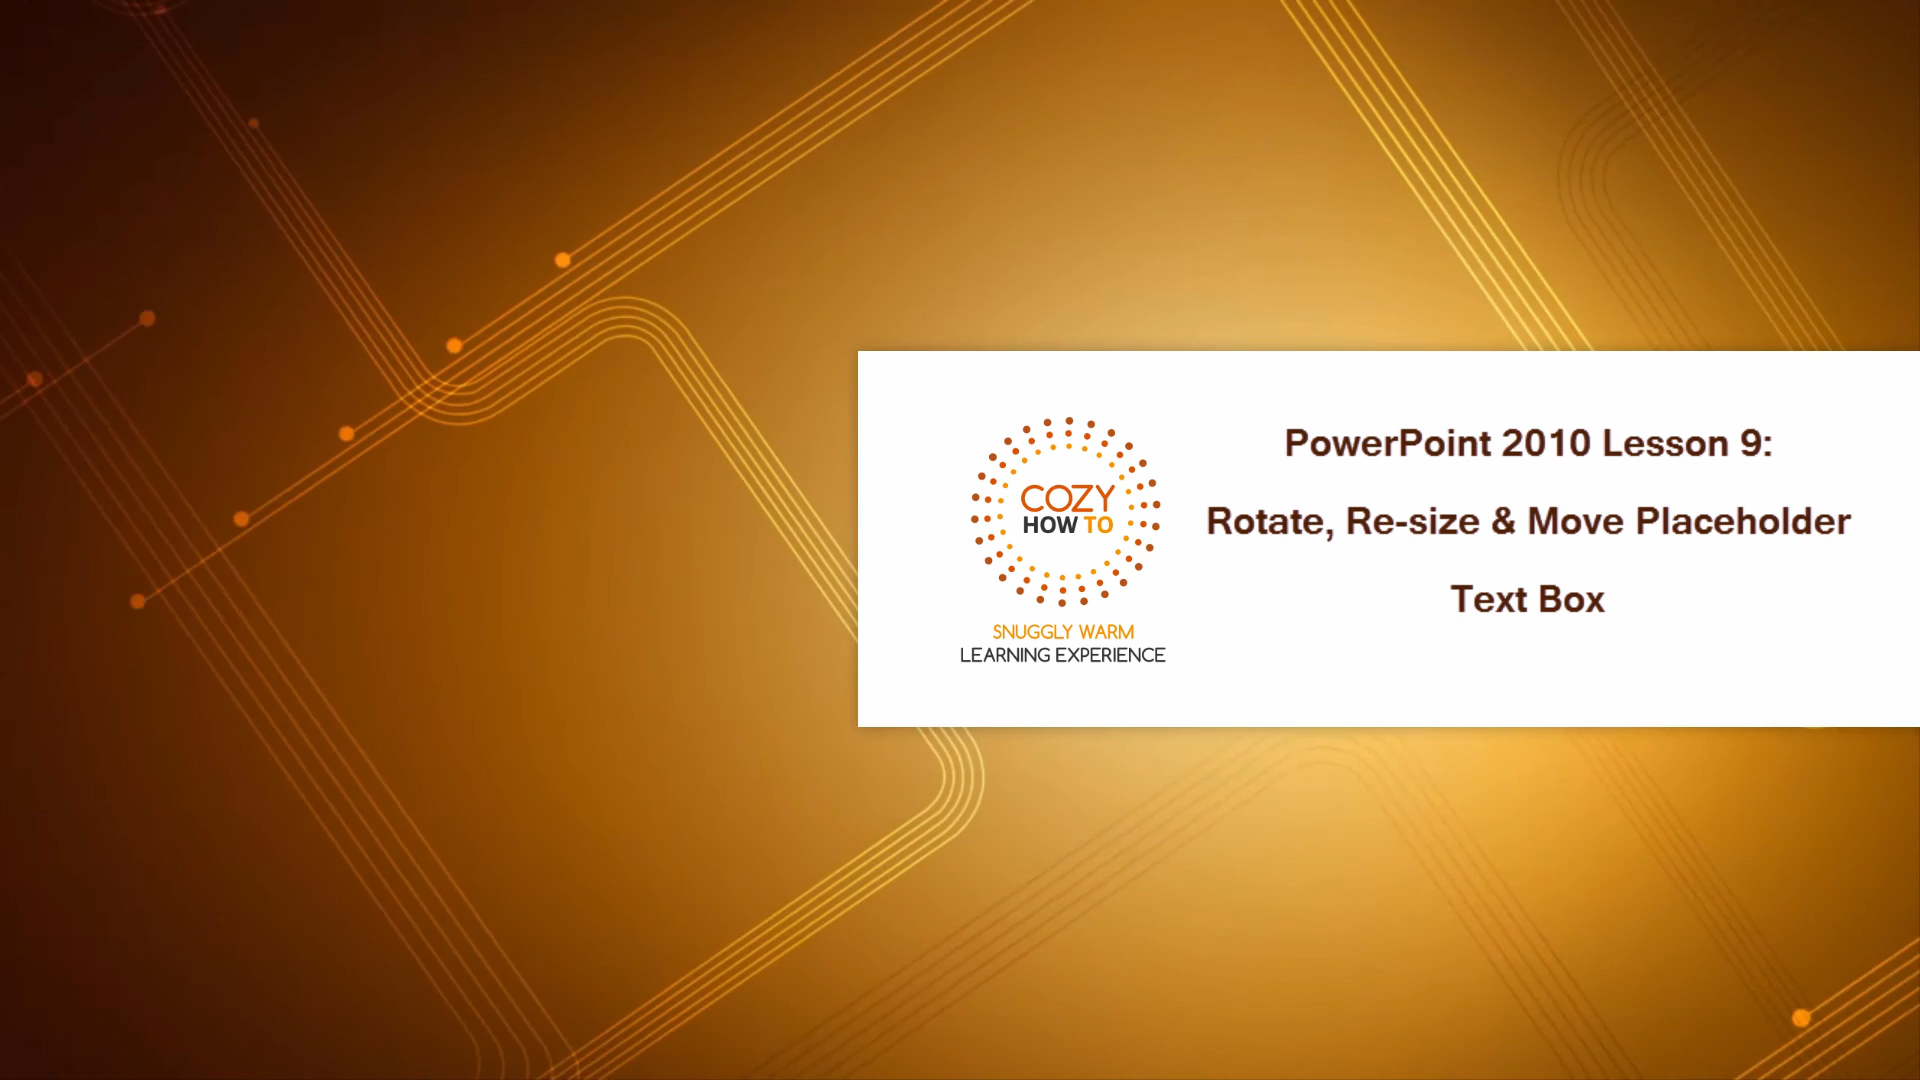 COZY
HOW TO
SNUGGLY WARM
LEARNING EXPERIENCE
PowerPoint 2010 Lesson 9:
Rotate, Re-size & Move Placeholder
Text Box